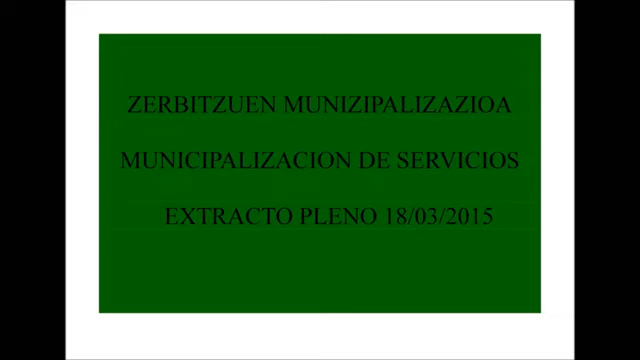 ZERBITZUEN MUNIZIPALIZAZIOA
MUNICIPALIZACION DE SERVICIOS
EXTRACTO PLENO 18/03/2015